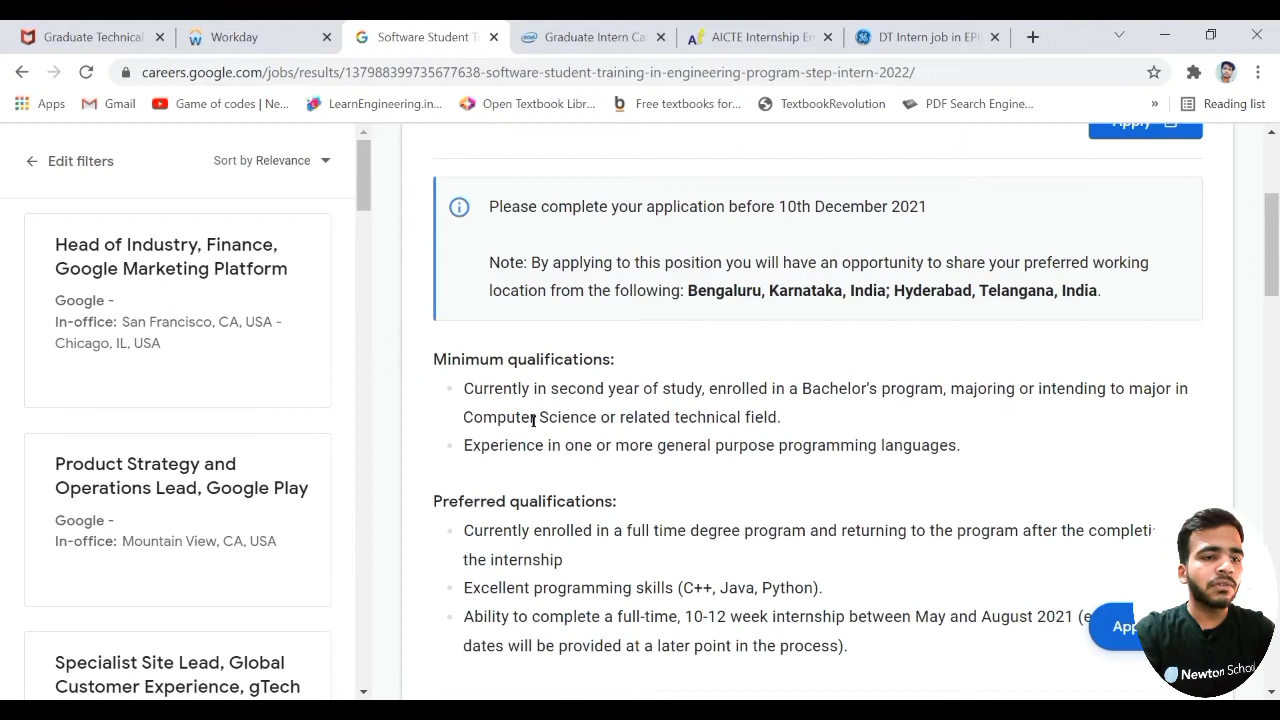 Graduate Technical
Workday
Software Student T
Graduate Intern Ca
AICTE Internship En
DT Intern job in EPI
careers.google.com/jobs/results/137988399735677638-software-student-training-in-engineering-program-step-intern-2022/
Apps
Gmail
Game of codes | Ne...
LearnEngineering.in...
Open Textbook Libr...
Free textbooks for...
TextbookRevolution
PDF Search Engine...
»
Reading list
Edit filters
Sort by Relevance
Head of Industry, Finance,
Google Marketing Platform
Google -
In-office: San Francisco, CA, USA -
Chicago, IL, USA
Product Strategy and
Operations Lead, Google Play
Google -
In-office: Mountain View, CA, USA
Specialist Site Lead, Global
Customer Experience, gTech
Apply
Please complete your application before 10th December 2021
Note: By applying to this position you will have an opportunity to share your preferred working
location from the following: Bengaluru, Karnataka, India; Hyderabad, Telangana, India.
Minimum qualifications:
Currently in second year of study, enrolled in a Bachelor's program, majoring or intending to major in
Computer Science or related technical field.
Experience in one or more general purpose programming languages.
Preferred qualifications:
Currently enrolled in a full time degree program and returning to the program after the completi
the internship
Excellent programming skills (C++, Java, Python).
Ability to complete a full-time, 10-12 week internship between May and August 2021 (e
dates will be provided at a later point in the process).
App
Newton School